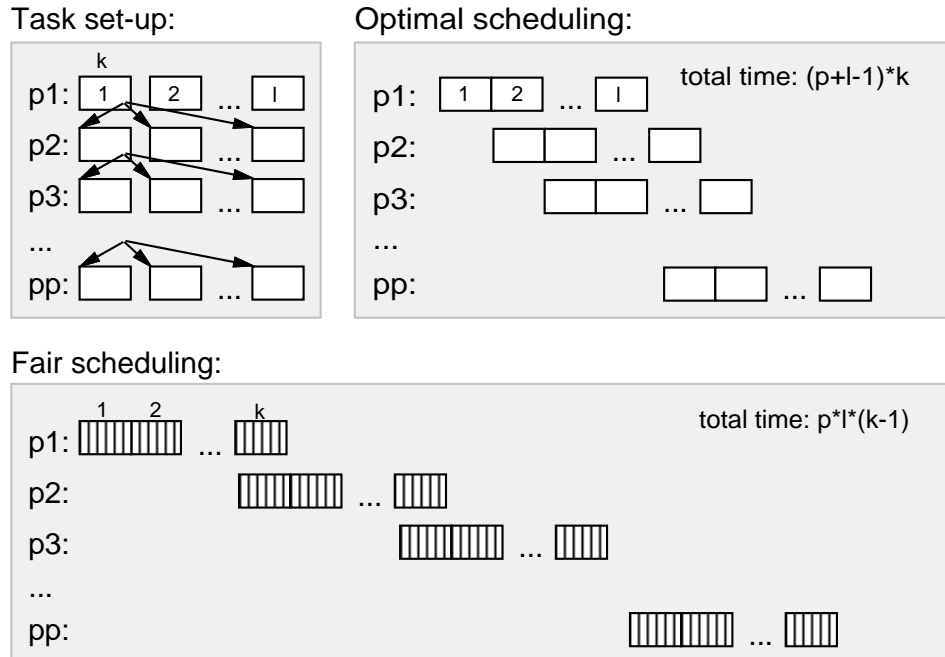 Task set-up:
k
p1: 1 2 ... l
p2: ...
p3: ...
...
pp: ...
Optimal scheduling:
total time: (p+l-1)*k
p1: 1 2 ... l
p2: ...
p3: ...
...
pp: ...
Fair scheduling:
1 2 k
total time: p*l*(k-1)
p1: ...
p2: ...
p3: ...
...
pp: ...